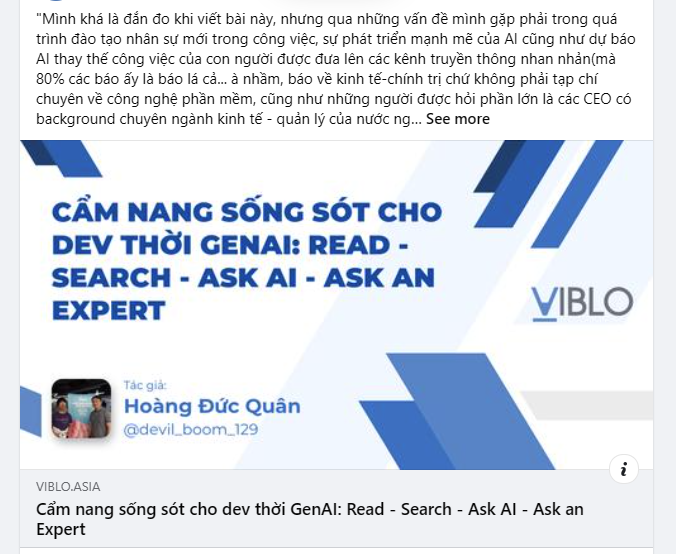 "Mình khá là đắn đo khi viết bài này, nhưng qua những vấn đề mình gặp phải trong quá
trình đào tạo nhân sự mới trong công việc, sự phát triển mạnh mẽ của AI cũng như dự báo
AI thay thế công việc của con người được đưa lên các kênh truyền thông nhan nhản(mà
80% các báo ấy là báo lá cả... à nhầm, báo về kinh tế-chính trị chứ không phải tạp chí
chuyên về công nghệ phần mềm, cũng như những người được hỏi phần lớn là các CEO có
background chuyên ngành kinh tế - quản lý của nước ng... See more
CẨM NANG SỐNG SÓT CHO
DEV THỜI GENAI: READ -
SEARCH - ASK AI - ASK AN
EXPERT
VIBLO
Tác giả:
Hoàng Đức Quân
@devil_boom_129
i
VIBLO.ASIA
Cẩm nang sống sót cho dev thời GenAI: Read - Search - Ask AI - Ask an
Expert